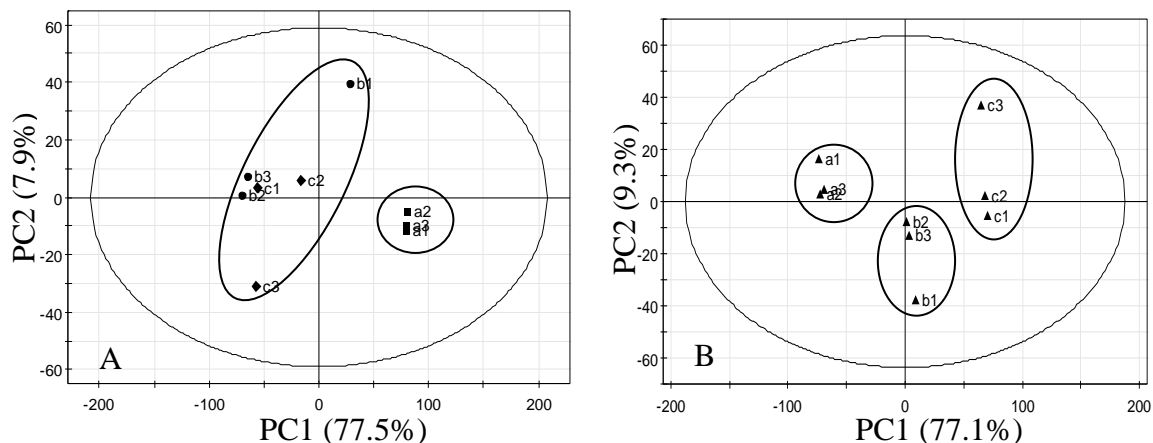 60
40
20
0
-20
-40
-60
PC2 (7.9%)
b1
b3
c1
b2
c2
a2
a3
a1
c3
A
-200
-100
0
100
200
PC1 (77.5%)
60
40
20
0
-20
-40
-60
PC2 (9.3%)
c3
a1
a3
a2
c2
c1
b2
b3
b1
B
-200
-100
0
100
200
PC1 (77.1%)